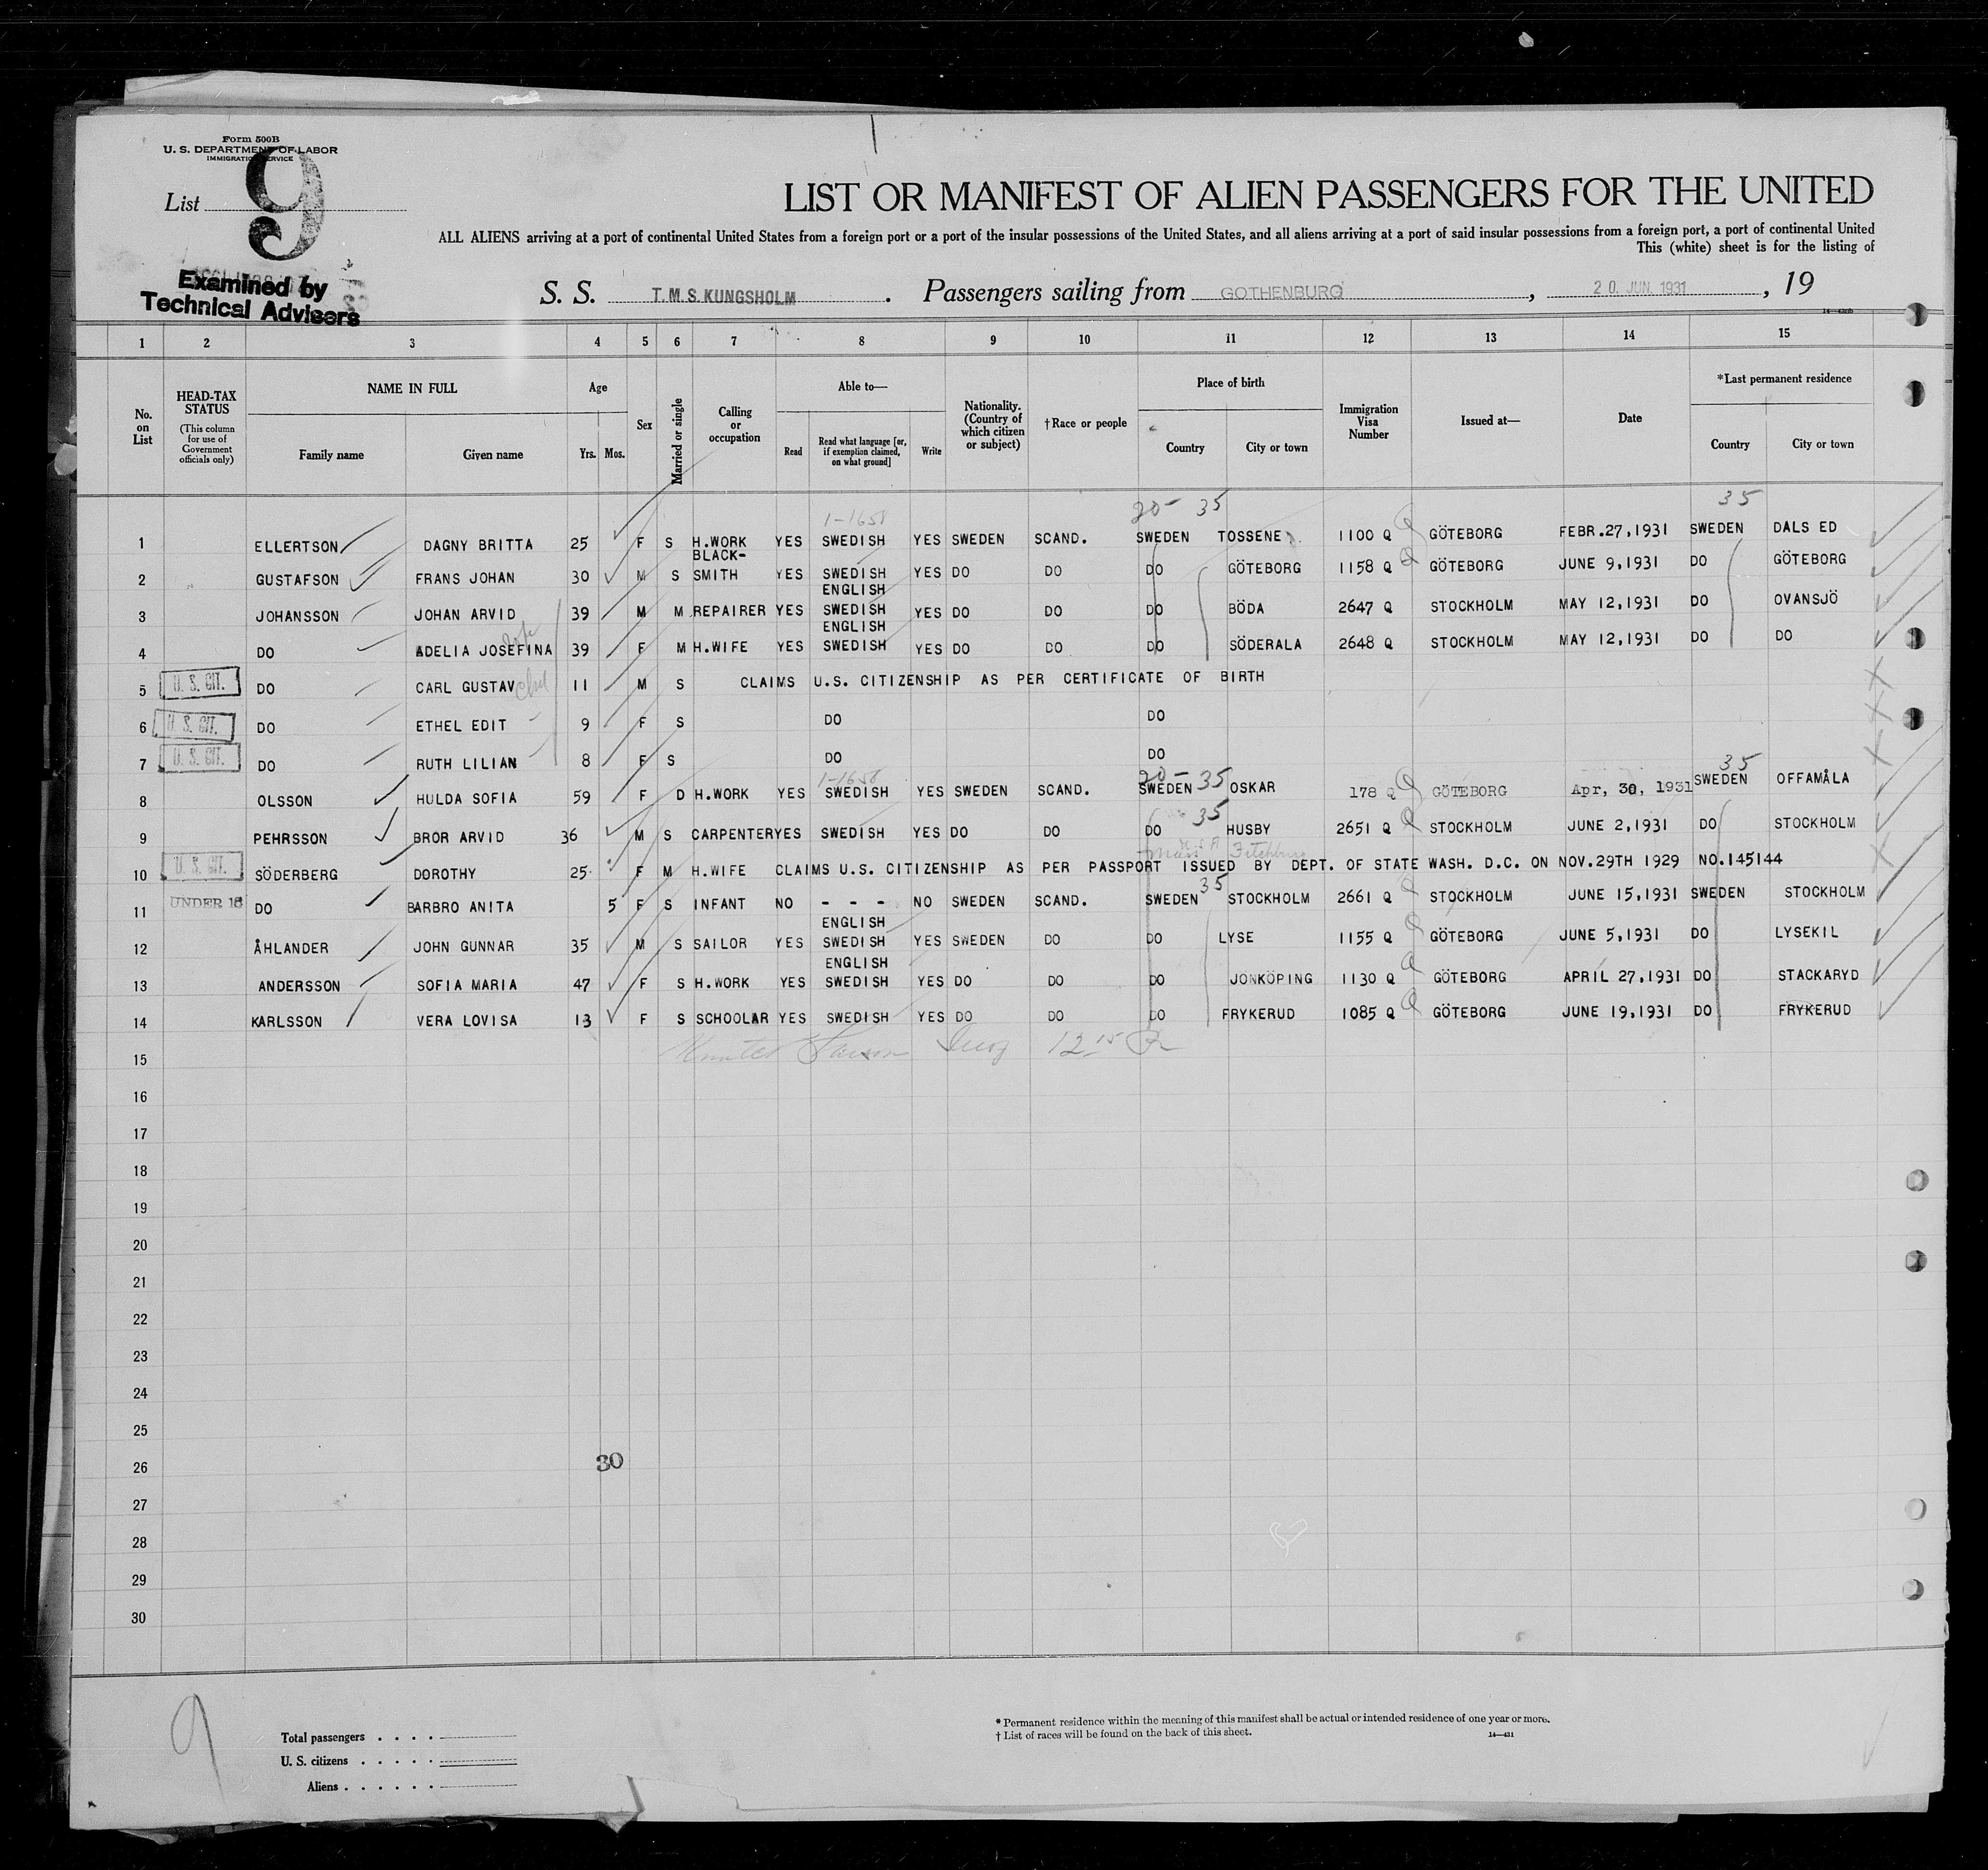 Form 500B
U. S. DEPARTMENT OF LABOR
IMMIGRATION SERVICE
List 9
LIST OR MANIFEST OF ALIEN PASSENGERS FOR THE UNITED
ALL ALIENS arriving at a port of continental United States from a foreign port or a port of the insular possessions of the United States, and all aliens arriving at a port of said insular possessions from a foreign port, a port of continental United
This (white) sheet is for the listing of
Examined by
Technical Advisers
S. S. T.M.S. KUNGSHOLM . Passengers sailing from GOTHENBURG , 20. JUN. 1931 , 19
1 2 3 4 5 6 7 8 9 10 11 12 13 14 15
No. on List
HEAD-TAX STATUS
(This column for use of Government officials only)
NAME IN FULL
Family name Given name
Age
Yrs. Mos.
Sex
Married or single
Calling or occupation
Able to—
Read
Read what language [or, if exemption claimed, on what ground]
Write
Nationality. (Country of which citizen or subject)
†Race or people
Place of birth
Country City or town
Immigration Visa Number
Issued at—
Date
*Last permanent residence
Country City or town
20- 35 35
1-1658
1 ELLERTSON DAGNY BRITTA 25 F S H.WORK YES SWEDISH YES SWEDEN SCAND. SWEDEN TOSSENE 1100 Q GÖTEBORG FEBR.27,1931 SWEDEN DALS ED
2 GUSTAFSON FRANS JOHAN 30 M S BLACK-SMITH YES SWEDISH YES DO DO DO GÖTEBORG 1158 Q GÖTEBORG JUNE 9,1931 DO GÖTEBORG
3 JOHANSSON JOHAN ARVID 39 M M REPAIRER YES ENGLISH SWEDISH YES DO DO DO BÖDA 2647 Q STOCKHOLM MAY 12,1931 DO OVANSJÖ
4 DO ADELIA JOSEFINA 39 F M H.WIFE YES ENGLISH SWEDISH YES DO DO DO SÖDERALA 2648 Q STOCKHOLM MAY 12,1931 DO DO
5 U. S. CIT. DO CARL GUSTAV 11 M S CLAIMS U.S. CITIZENSHIP AS PER CERTIFICATE OF BIRTH
6 U. S. CIT. DO ETHEL EDIT 9 F S DO DO
7 U. S. CIT. DO RUTH LILIAN 8 F S DO DO
1-1658 20- 35 35
8 OLSSON HULDA SOFIA 59 F D H.WORK YES SWEDISH YES SWEDEN SCAND. SWEDEN OSKAR 178 Q GÖTEBORG Apr, 30, 1931 SWEDEN OFFAMÅLA
35
9 PEHRSSON BROR ARVID 36 M S CARPENTER YES SWEDISH YES DO DO DO HUSBY 2651 Q STOCKHOLM JUNE 2,1931 DO STOCKHOLM
Mass Fitchburg
10 U. S. CIT. SÖDERBERG DOROTHY 25 F M H.WIFE CLAIMS U.S. CITIZENSHIP AS PER PASSPORT ISSUED BY DEPT. OF STATE WASH. D.C. ON NOV.29TH 1929 NO.145144
35
11 UNDER 16 DO BARBRO ANITA 5 F S INFANT NO - - - NO SWEDEN SCAND. SWEDEN STOCKHOLM 2661 Q STOCKHOLM JUNE 15,1931 SWEDEN STOCKHOLM
12 ÅHLANDER JOHN GUNNAR 35 M S SAILOR YES ENGLISH SWEDISH YES SWEDEN DO DO LYSE 1155 Q GÖTEBORG JUNE 5,1931 DO LYSEKIL
13 ANDERSSON SOFIA MARIA 47 F S H.WORK YES ENGLISH SWEDISH YES DO DO DO JONKÖPING 1130 Q GÖTEBORG APRIL 27,1931 DO STACKARYD
14 KARLSSON VERA LOVISA 13 F S SCHOOLAR YES SWEDISH YES DO DO DO FRYKERUD 1085 Q GÖTEBORG JUNE 19,1931 DO FRYKERUD
15
16
17
18
19
20
21
22
23
24
25
26 30
27
28
29
30
9
Total passengers . . . .
U. S. citizens . . . . .
Aliens . . . . . .
* Permanent residence within the meaning of this manifest shall be actual or intended residence of one year or more.
† List of races will be found on the back of this sheet.
14—431